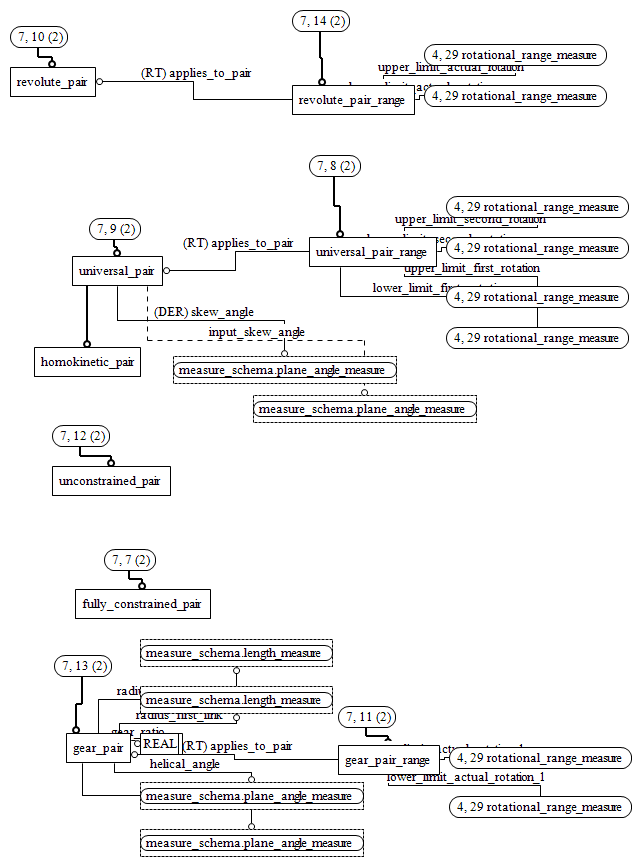 7, 10 (2)
7, 14 (2)
4, 29 rotational_range_measure
upper_limit_actual_rotation
(RT) applies_to_pair
revolute_pair
4, 29 rotational_range_measure
revolute_pair_range
7, 8 (2)
4, 29 rotational_range_measure
upper_limit_second_rotation
7, 9 (2)
(RT) applies_to_pair
4, 29 rotational_range_measure
universal_pair_range
universal_pair
upper_limit_first_rotation
lower_limit_first
4, 29 rotational_range_measure
(DER) skew_angle
input_skew_angle
4, 29 rotational_range_measure
homokinetic_pair
measure_schema.plane_angle_measure
measure_schema.plane_angle_measure
7, 12 (2)
unconstrained_pair
7, 7 (2)
fully_constrained_pair
measure_schema.length_measure
7, 13 (2)
measure_schema.length_measure
radius_first_link
7, 11 (2)
gear_ratio
REAL
(RT) applies_to_pair
gear_pair
4, 29 rotational_range_measure
gear_pair_range
helical_angle
lower_limit_actual_rotation_1
measure_schema.plane_angle_measure
4, 29 rotational_range_measure
measure_schema.plane_angle_measure